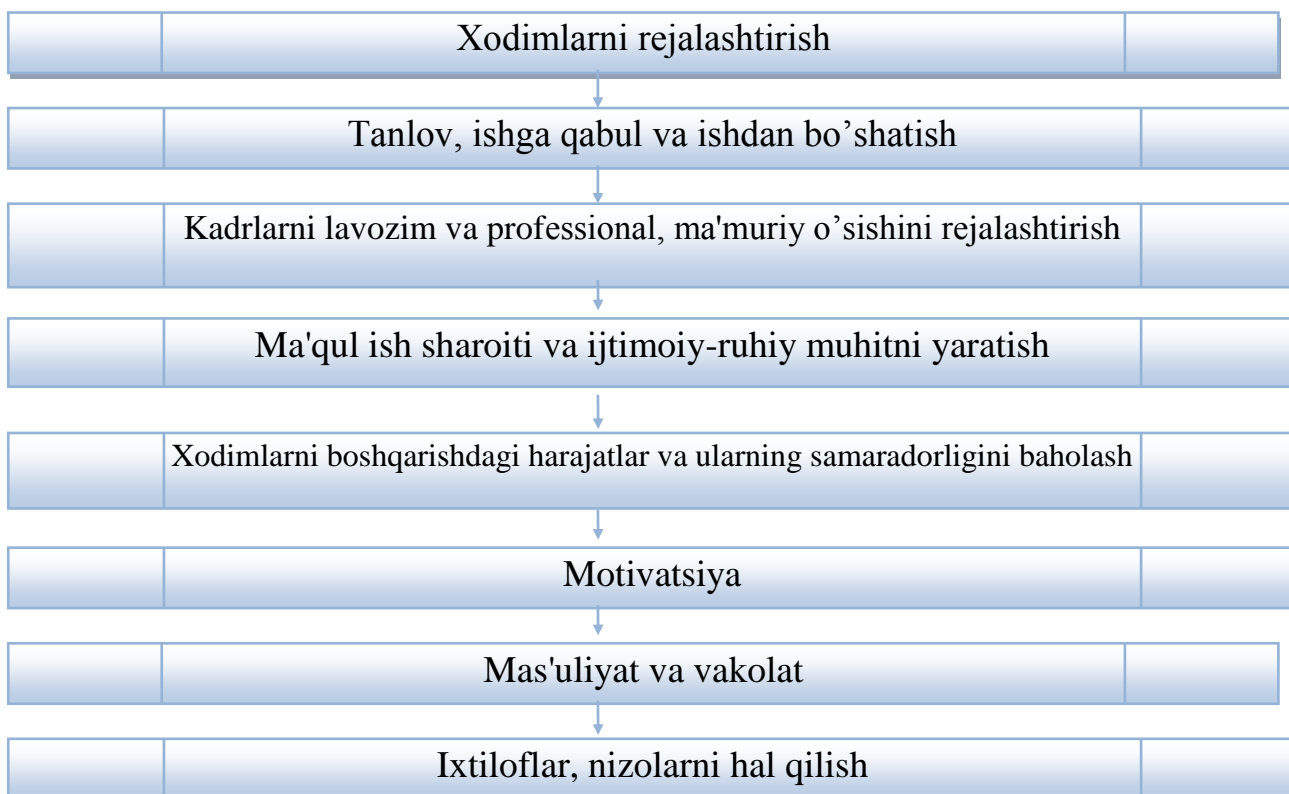 Xodimlarni rejalashtirish
Tanlov, ishga qabul va ishdan bo’shatish
Kadrlarni lavozim va professional, ma'muriy o’sishini rejalashtirish
Ma'qul ish sharoiti va ijtimoiy-ruhiy muhitni yaratish
Xodimlarni boshqarishdagi harajatlar va ularning samaradorligini baholash
Motivatsiya
Mas'uliyat va vakolat
Ixtiloflar, nizolarni hal qilish